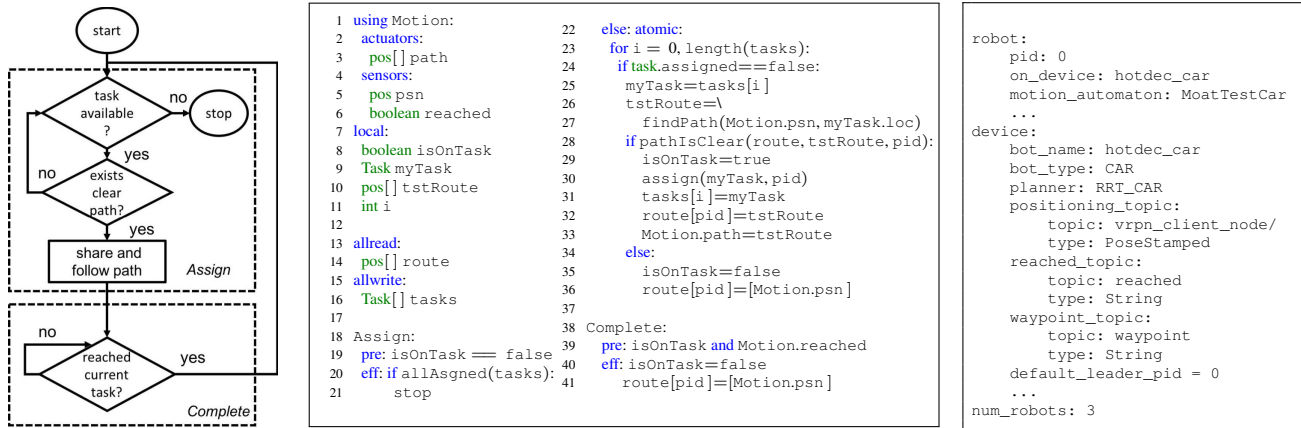 start
task
available
?
no
stop
yes
no
exists
clear
path?
yes
share and
follow path
Assign
no
reached
current
task?
yes
Complete
1 using Motion:
2 actuators:
3 pos[] path
4 sensors:
5 pos psn
6 boolean reached
7 local:
8 boolean isOnTask
9 Task myTask
10 pos[] tstRoute
11 int i
12
13 allread:
14 pos[] route
15 allwrite:
16 Task[] tasks
17
18 Assign:
19 pre: isOnTask == false
20 eff: if allAsgned(tasks):
21 stop
22 else: atomic:
23 for i = 0, length(tasks):
24 if task.assigned==false:
25 myTask=tasks[i]
26 tstRoute=\
27 findPath(Motion.psn, myTask.loc)
28 if pathIsClear(route, tstRoute, pid):
29 isOnTask=true
30 assign(myTask, pid)
31 tasks[i]=myTask
32 route[pid]=tstRoute
33 Motion.path=tstRoute
34 else:
35 isOnTask=false
36 route[pid]=[Motion.psn]
37
38 Complete:
39 pre: isOnTask and Motion.reached
40 eff: isOnTask=false
41 route[pid]=[Motion.psn]
robot:
pid: 0
on_device: hotdec_car
motion_automaton: MoatTestCar
...
device:
bot_name: hotdec_car
bot_type: CAR
planner: RRT_CAR
positioning_topic:
topic: vrpn_client_node/
type: PoseStamped
reached_topic:
topic: reached
type: String
waypoint_topic:
topic: waypoint
type: String
default_leader_pid = 0
...
num_robots: 3